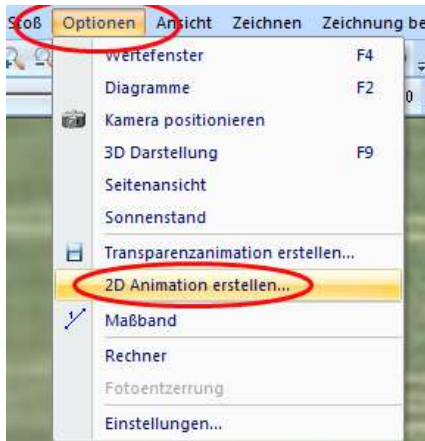 Stoß Optionen Ansicht Zeichnen Zeichnung be
Wertefenster F4
Diagramme F2
0
Kamera positionieren
3D Darstellung F9
Seitenansicht
Sonnenstand
Transparenzanimation erstellen...
2D Animation erstellen...
Maßband
Rechner
Fotoentzerrung
Einstellungen...